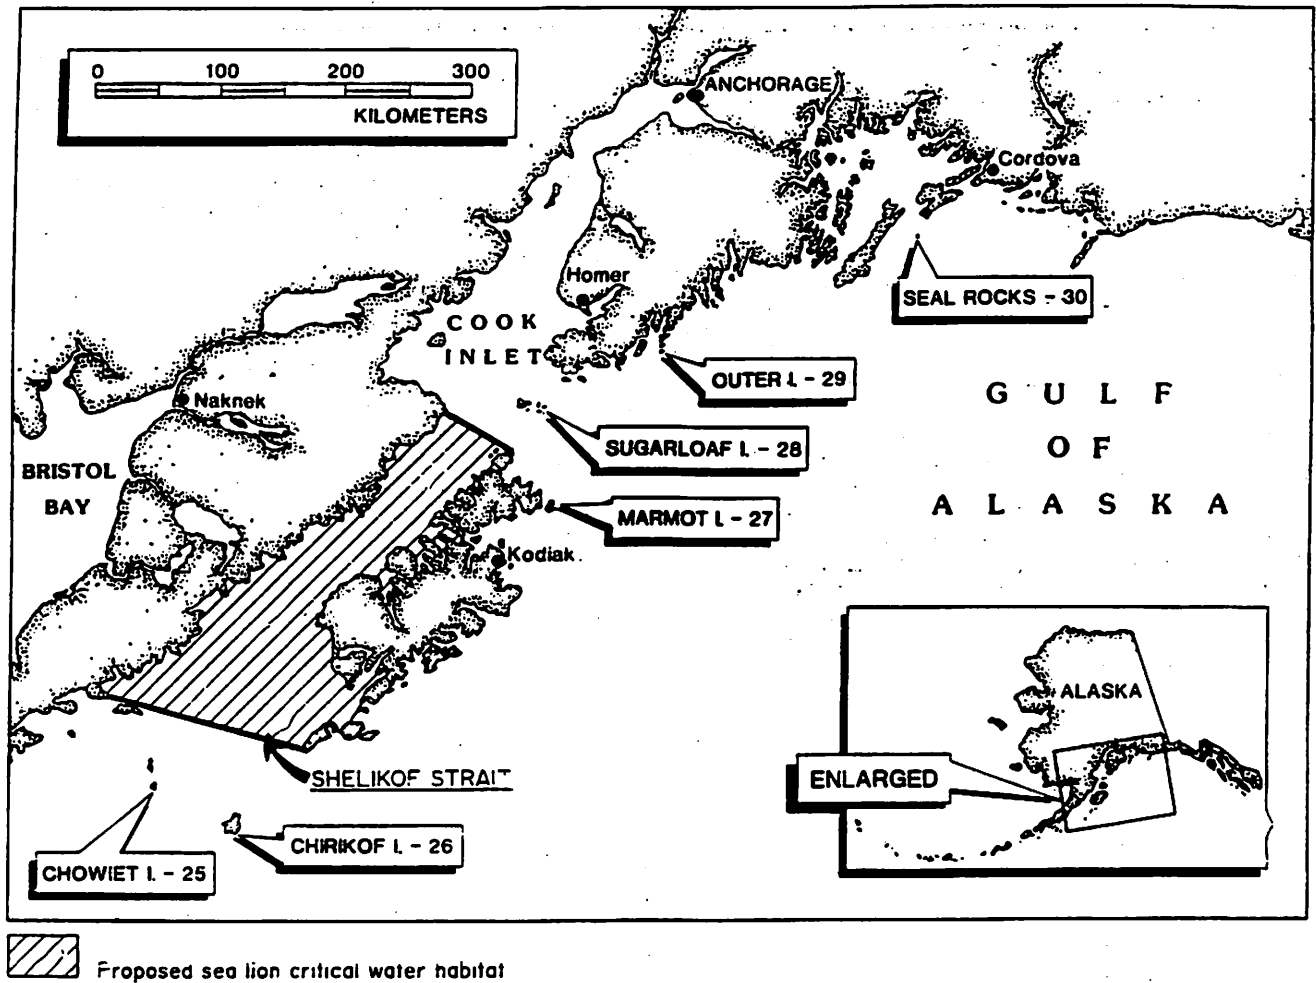 0 100 200 300
KILOMETERS
ANCHORAGE
Cordova
Homer
SEAL ROCKS - 30
COOK
INLET
OUTER I. - 29
GULF
OF
ALASKA
Naknek
SUGARLOAF I. - 28
BRISTOL
BAY
MARMOT I. - 27
Kodiak
ALASKA
ENLARGED
SHELIKOF STRAIT
CHIRIKOF I. - 26
CHOWIET I. - 25
Proposed sea lion critical water habitat